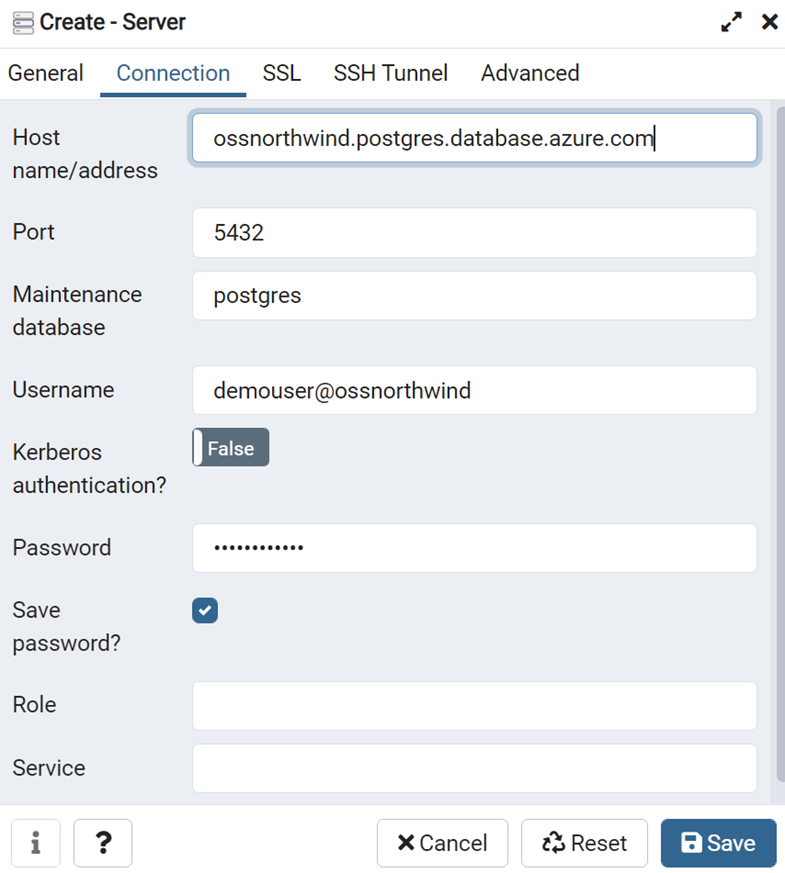 Create - Server
General Connection SSL SSH Tunnel Advanced
Host
name/address
ossnorthwind.postgres.database.azure.com
Port
5432
Maintenance
database
postgres
Username
demouser@ossnorthwind
Kerberos
authentication?
False
Password
••••••••••••
Save
password?
Role
Service
i ? Cancel Reset Save